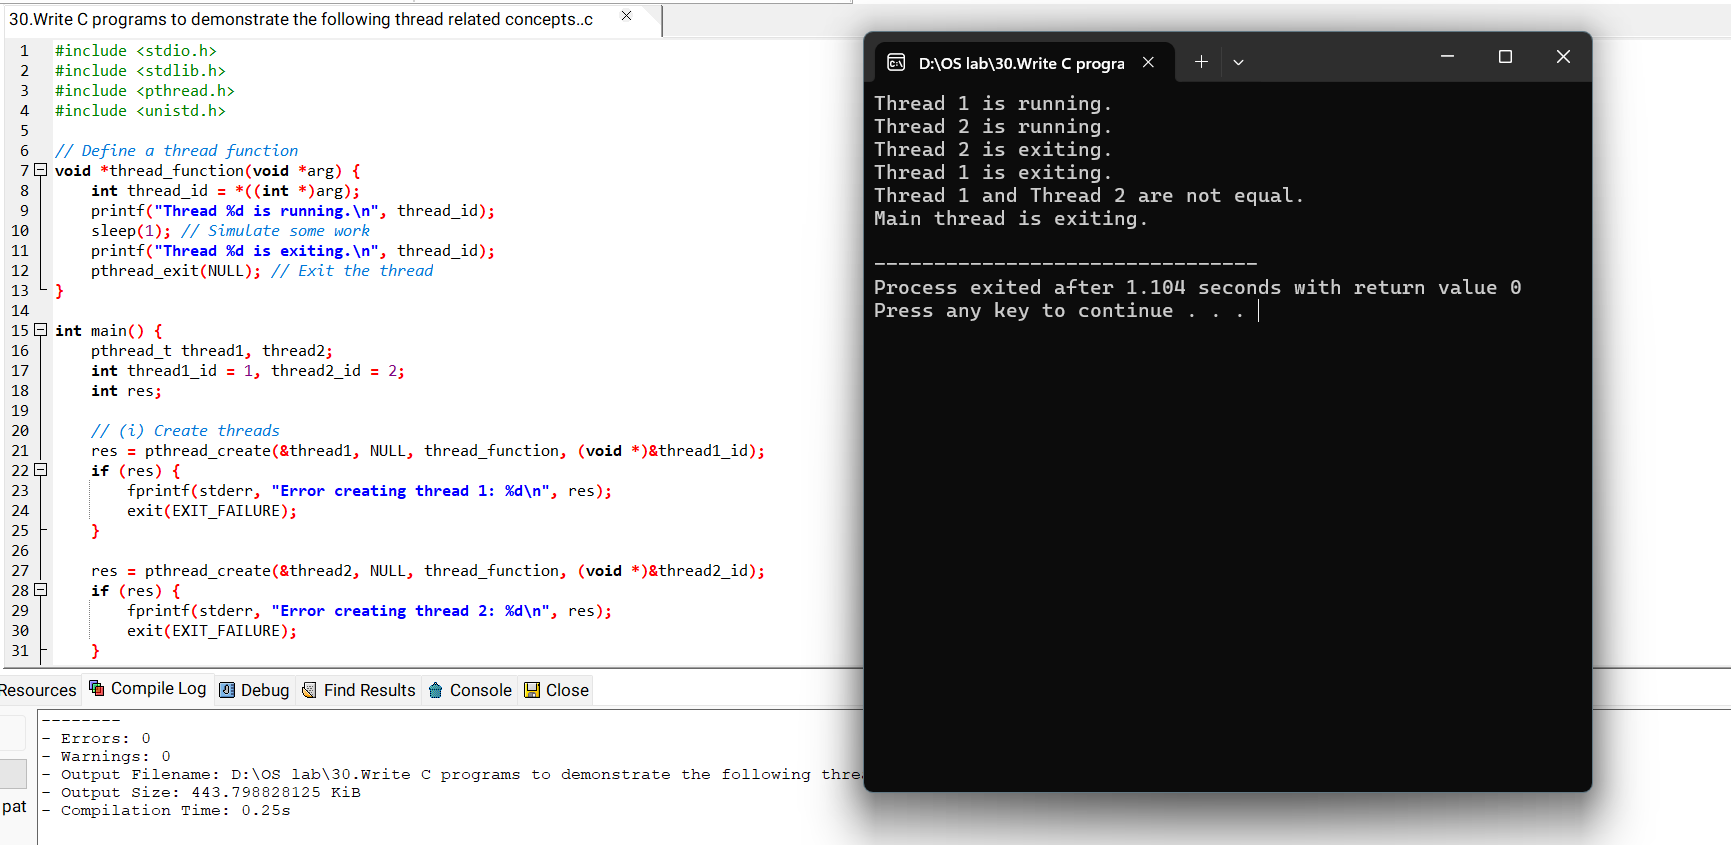 30.Write C programs to demonstrate the following thread related concepts..c
1 #include <stdio.h>
2 #include <stdlib.h>
3 #include <pthread.h>
4 #include <unistd.h>
5
6 // Define a thread function
7 void *thread_function(void *arg) {
8 int thread_id = *((int *)arg);
9 printf("Thread %d is running.\n", thread_id);
10 sleep(1); // Simulate some work
11 printf("Thread %d is exiting.\n", thread_id);
12 pthread_exit(NULL); // Exit the thread
13 }
14
15 int main() {
16 pthread_t thread1, thread2;
17 int thread1_id = 1, thread2_id = 2;
18 int res;
19
20 // (i) Create threads
21 res = pthread_create(&thread1, NULL, thread_function, (void *)&thread1_id);
22 if (res) {
23 fprintf(stderr, "Error creating thread 1: %d\n", res);
24 exit(EXIT_FAILURE);
25 }
26
27 res = pthread_create(&thread2, NULL, thread_function, (void *)&thread2_id);
28 if (res) {
29 fprintf(stderr, "Error creating thread 2: %d\n", res);
30 exit(EXIT_FAILURE);
31 }
Resources Compile Log Debug Find Results Console Close
pat
--------
- Errors: 0
- Warnings: 0
- Output Filename: D:\OS lab\30.Write C programs to demonstrate the following thre
- Output Size: 443.798828125 KiB
- Compilation Time: 0.25s
D:\OS lab\30.Write C progra
Thread 1 is running.
Thread 2 is running.
Thread 2 is exiting.
Thread 1 is exiting.
Thread 1 and Thread 2 are not equal.
Main thread is exiting.
--------------------------------
Process exited after 1.104 seconds with return value 0
Press any key to continue . . .